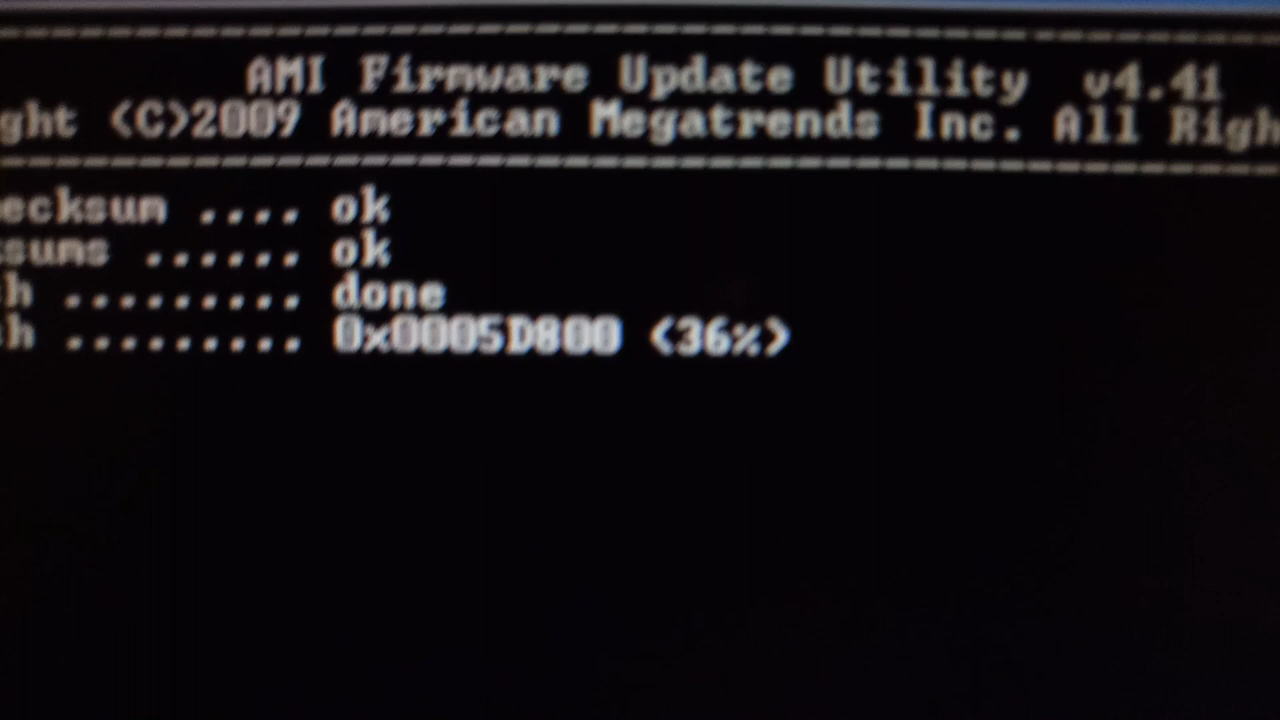 AMI Firmware Update Utility v4.41
ght (C)2009 American Megatrends Inc. All Righ
ecksum .... ok
sums ...... ok
h ......... done
h ......... 0x0005D800 (36%)